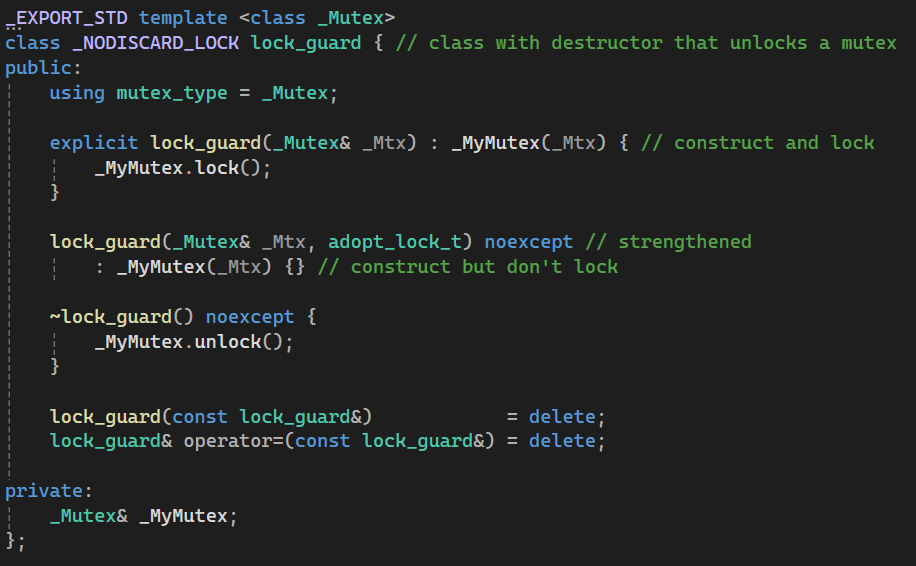 _EXPORT_STD template <class _Mutex>
class _NODISCARD_LOCK lock_guard { // class with destructor that unlocks a mutex
public:
    using mutex_type = _Mutex;

    explicit lock_guard(_Mutex& _Mtx) : _MyMutex(_Mtx) { // construct and lock
        _MyMutex.lock();
    }

    lock_guard(_Mutex& _Mtx, adopt_lock_t) noexcept // strengthened
        : _MyMutex(_Mtx) {} // construct but don't lock

    ~lock_guard() noexcept {
        _MyMutex.unlock();
    }

    lock_guard(const lock_guard&)            = delete;
    lock_guard& operator=(const lock_guard&) = delete;

private:
    _Mutex& _MyMutex;
};